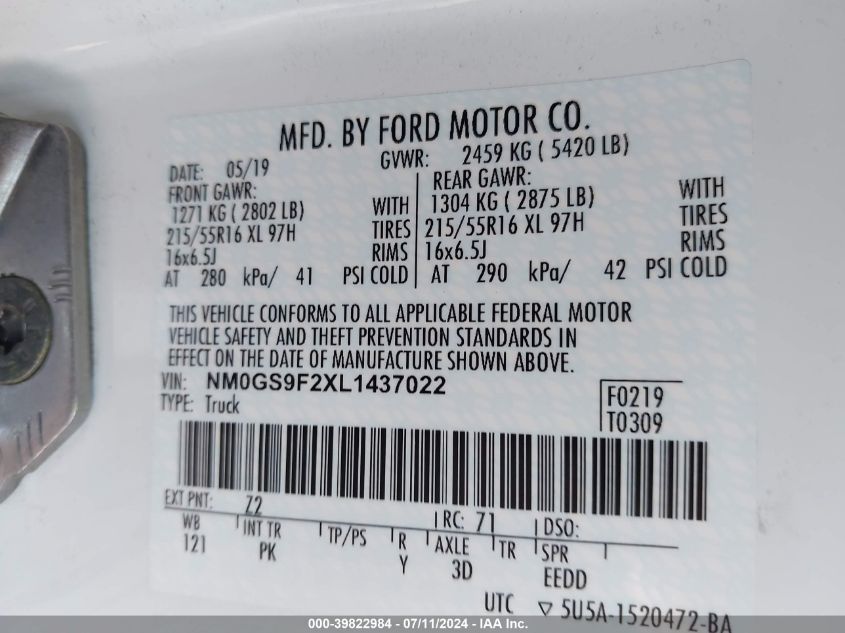 MFD. BY FORD MOTOR CO.
DATE: 05/19 GVWR: 2459 KG ( 5420 LB)
FRONT GAWR: REAR GAWR:
1271 KG ( 2802 LB) WITH 1304 KG ( 2875 LB) WITH
215/55R16 XL 97H TIRES 215/55R16 XL 97H TIRES
16x6.5J RIMS 16x6.5J RIMS
AT 280 kPa/ 41 PSI COLD AT 290 kPa/ 42 PSI COLD
THIS VEHICLE CONFORMS TO ALL APPLICABLE FEDERAL MOTOR
VEHICLE SAFETY AND THEFT PREVENTION STANDARDS IN
EFFECT ON THE DATE OF MANUFACTURE SHOWN ABOVE.
VIN: NM0GS9F2XL1437022
TYPE: Truck
F0219
T0309
EXT PNT: Z2 RC: 71 DSO:
WB INT TR TP/PS R AXLE TR SPR
121 PK Y 3D EEDD
UTC ▽ 5U5A-1520472-BA
000-39822984 - 07/11/2024 - IAA Inc.